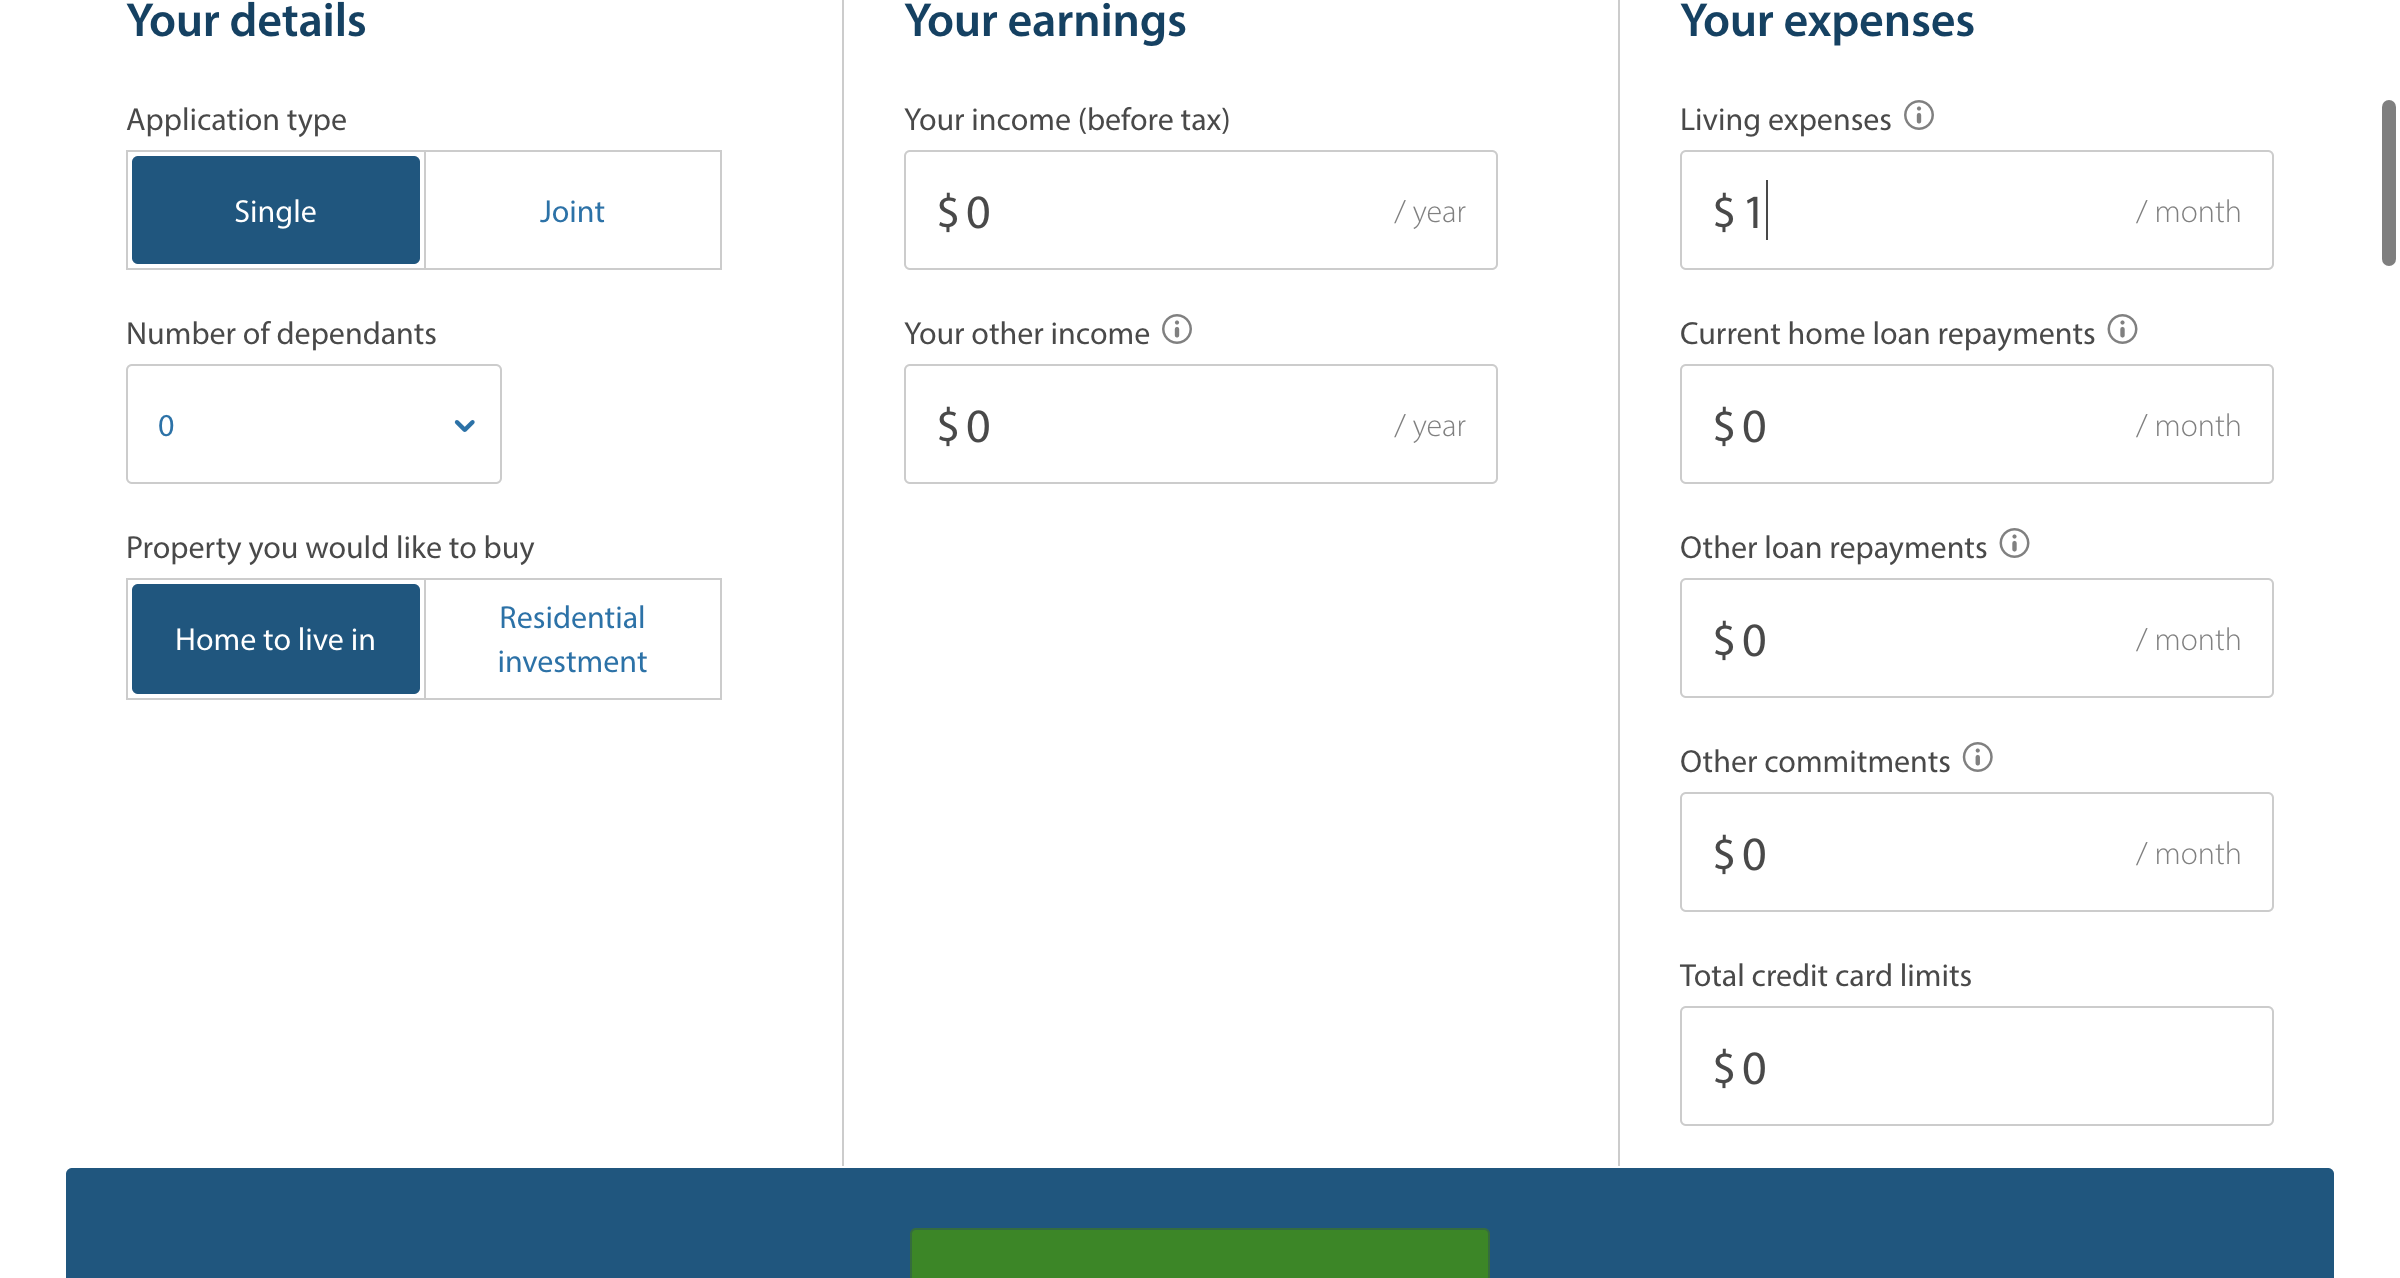 Your details
Application type
Single
Joint
Number of dependants
0
Property you would like to buy
Home to live in
Residential
investment
Your earnings
Your income (before tax)
$ 0
/ year
Your other income
$ 0
/ year
Your expenses
Living expenses
$ 1
/ month
Current home loan repayments
$ 0
/ month
Other loan repayments
$ 0
/ month
Other commitments
$ 0
/ month
Total credit card limits
$ 0